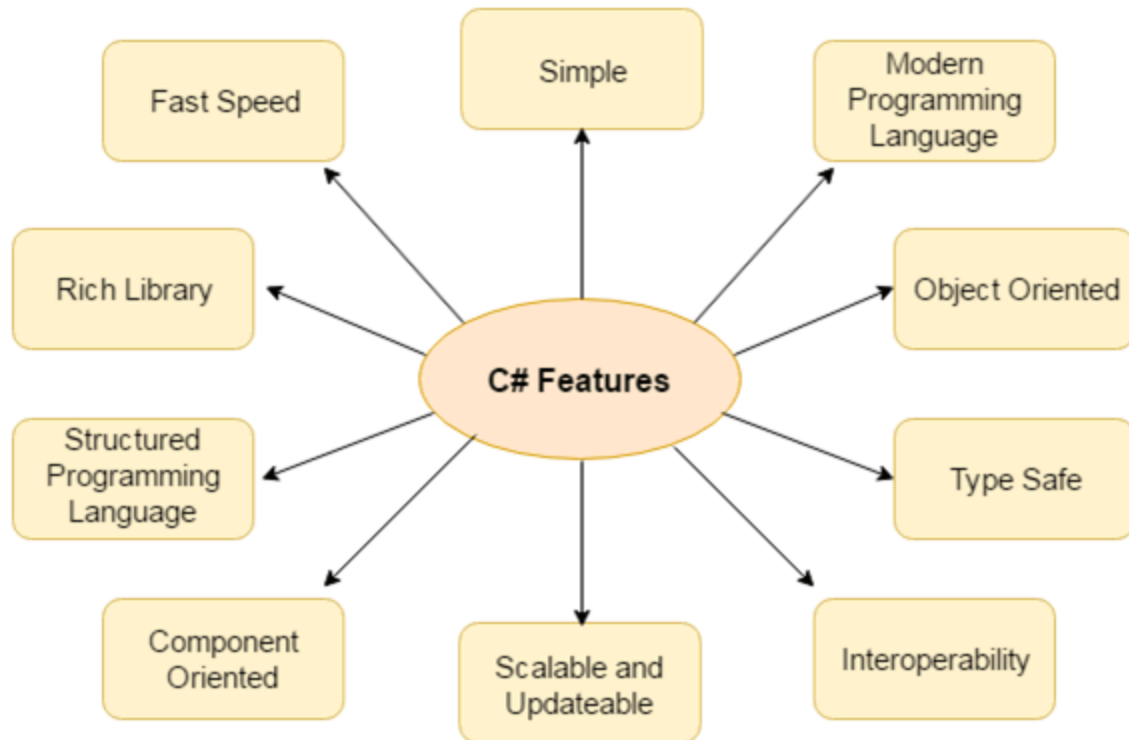 Simple
Modern
Programming
Language
Fast Speed
Rich Library
Object Oriented
C# Features
Structured
Programming
Language
Type Safe
Component
Oriented
Scalable and
Updateable
Interoperability